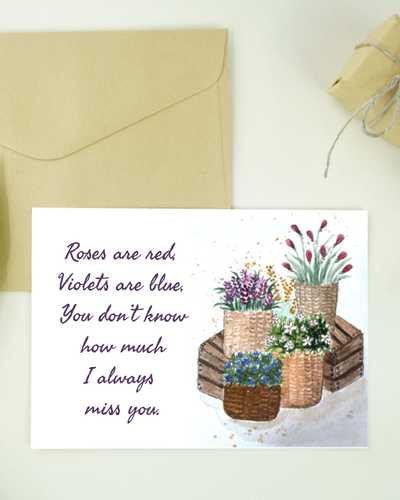 Roses are red,
Violets are blue.
You don't know
how much
I always
miss you.